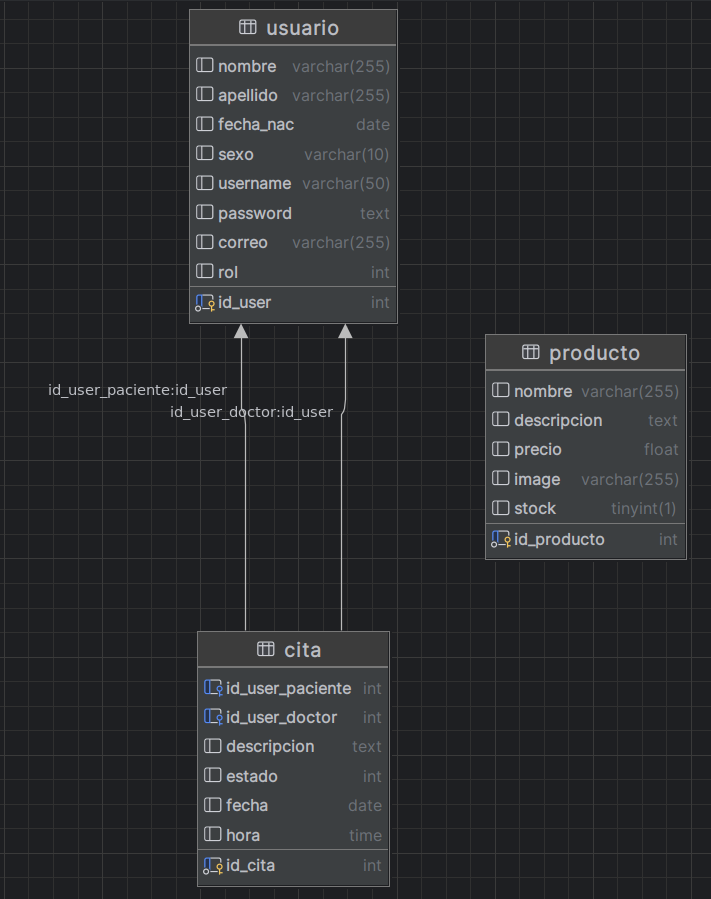 usuario
nombre varchar(255)
apellido varchar(255)
fecha_nac date
sexo varchar(10)
username varchar(50)
password text
correo varchar(255)
rol int
id_user int
id_user_paciente:id_user
id_user_doctor:id_user
producto
nombre varchar(255)
descripcion text
precio float
image varchar(255)
stock tinyint(1)
id_producto int
cita
id_user_paciente int
id_user_doctor int
descripcion text
estado int
fecha date
hora time
id_cita int